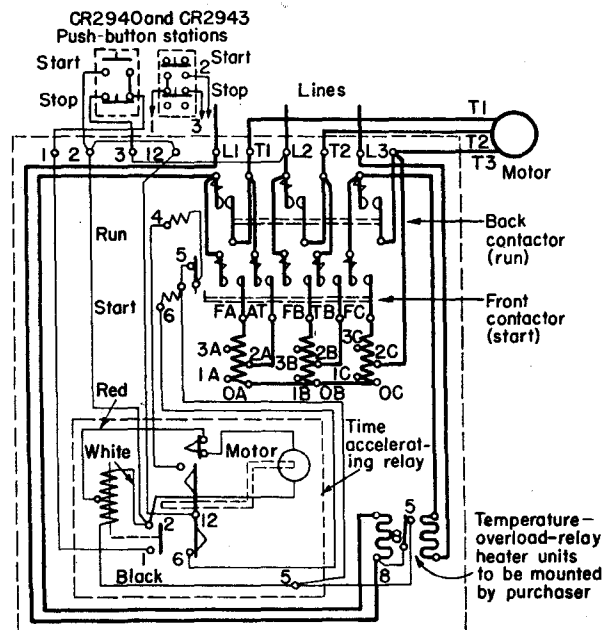 CR2940 and CR2943
Push-button stations
Start
Stop
2 Start
Stop
1
3
Lines
T1
T2
T3
Motor
1 2 3 12 L1 T1 L2 T2 L3
4
Run
5
Back
contactor
(run)
Start
6
FA AT FB TB FC
Front
contactor
(start)
3A 2A 3B 2B 3C 2C
1A 0A 1B 0B 1C 0C
Red
White
Motor
Time
accelerat-
ing relay
2 12
1 6
Black
5
5
8
8
Temperature-
overload-relay
heater units
to be mounted
by purchaser